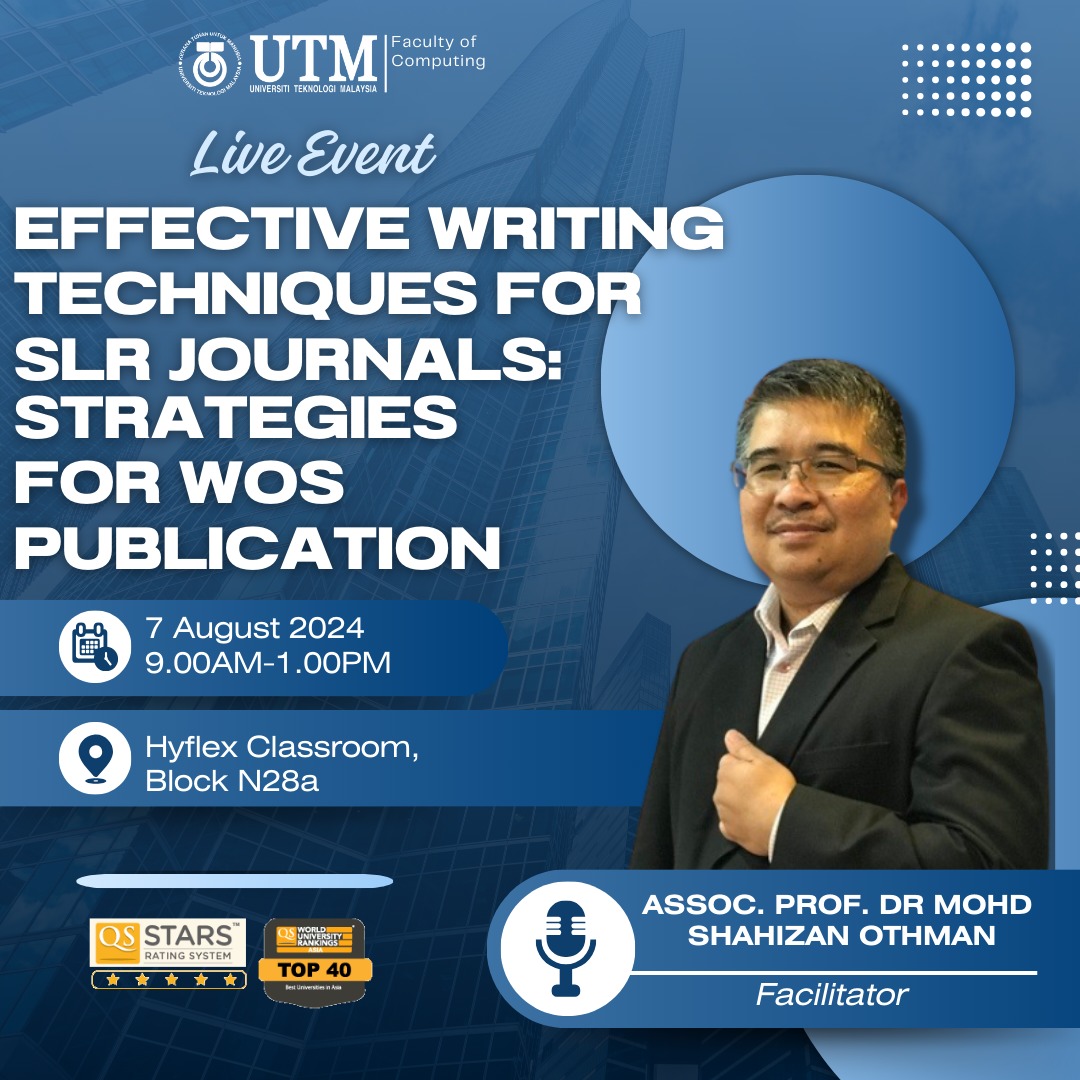 UTM
UNIVERSITI TEKNOLOGI MALAYSIA
Faculty of
Computing
Live Event
EFFECTIVE WRITING
TECHNIQUES FOR
SLR JOURNALS:
STRATEGIES
FOR WOS
PUBLICATION
7 August 2024
9.00AM-1.00PM
Hyflex Classroom,
Block N28a
QS STARS™
RATING SYSTEM
QS WORLD
UNIVERSITY
RANKINGS
ASIA
TOP 40
Best Universities in Asia
ASSOC. PROF. DR MOHD
SHAHIZAN OTHMAN
Facilitator